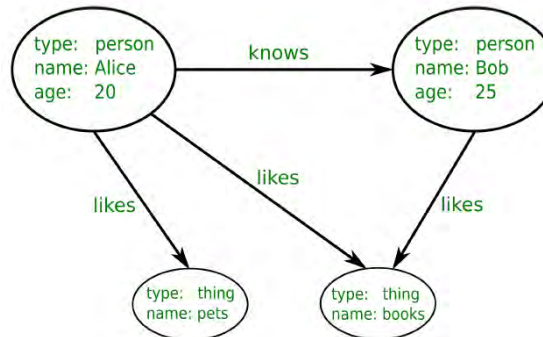 type: person
name: Alice
age: 20
knows
type: person
name: Bob
age: 25
likes
likes
likes
type: thing
name: pets
type: thing
name: books